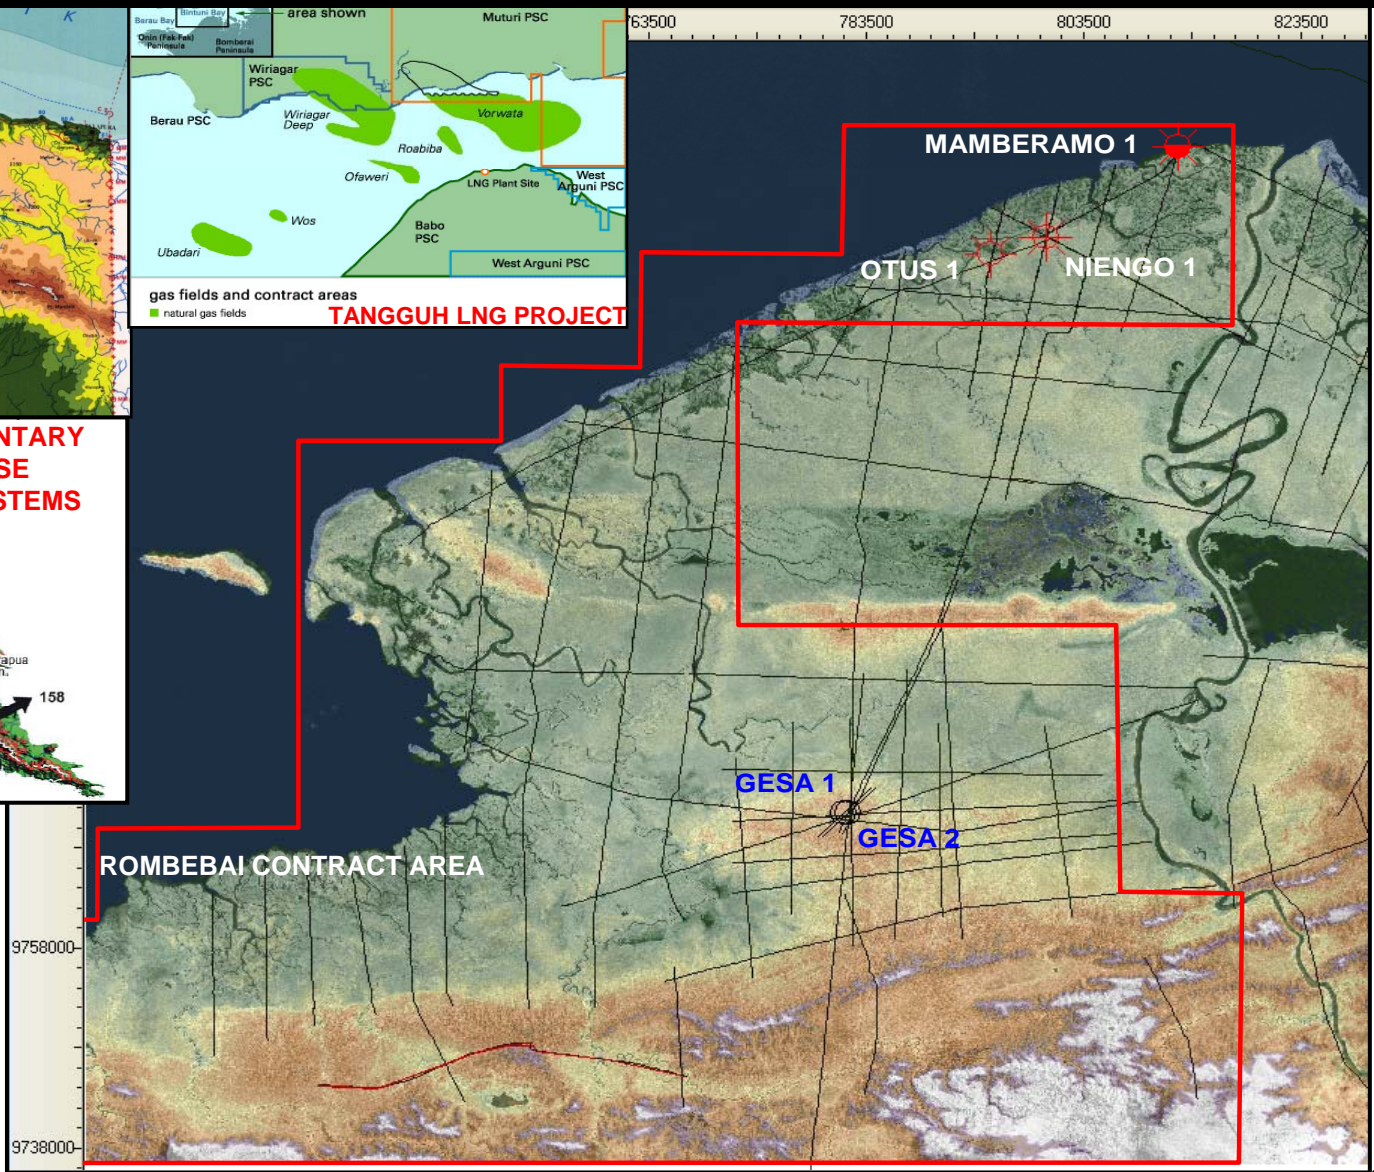 Berau Bay
Bintuni Bay
area shown
Onin (Fak-Fak)
Peninsula
Bomberai
Peninsula
Muturi PSC
Wiriagar
PSC
Berau PSC
Wiriagar
Deep
Vorwata
Roabiba
Ofaweri
LNG Plant Site
West
Arguni PSC
Wos
Babo
PSC
Ubadari
West Arguni PSC
gas fields and contract areas
natural gas fields
TANGGUH LNG PROJECT
763500
783500
803500
823500
MAMBERAMO 1
OTUS 1
NIENGO 1
NTARY
SE
STEMS
apua
158
GESA 1
GESA 2
ROMBEBAI CONTRACT AREA
9758000
9738000